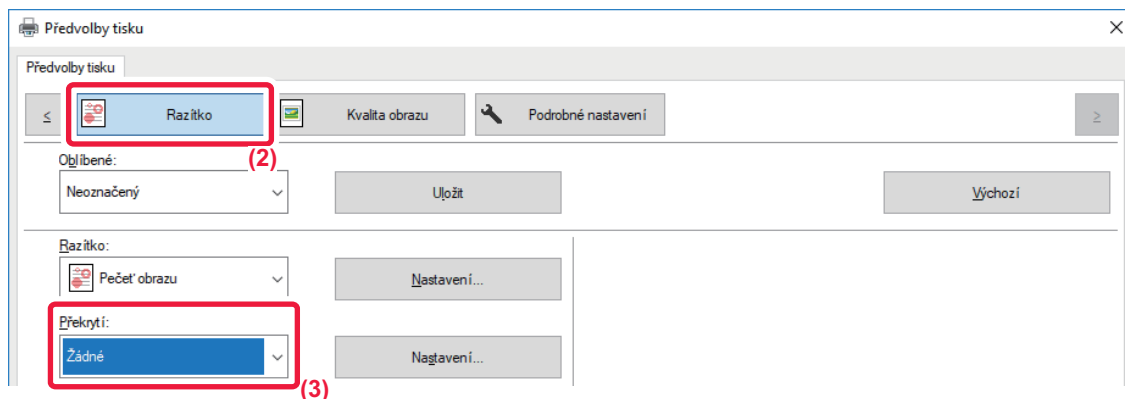 Předvolby tisku
Předvolby tisku
≤ Razítko Kvalita obrazu Podrobné nastavení ≥
(2)
Oblíbené:
Neoznačený Uložit Výchozí
Razítko:
Pečeť obrazu Nastavení...
Překrytí:
Žádné Nastavení...
(3)